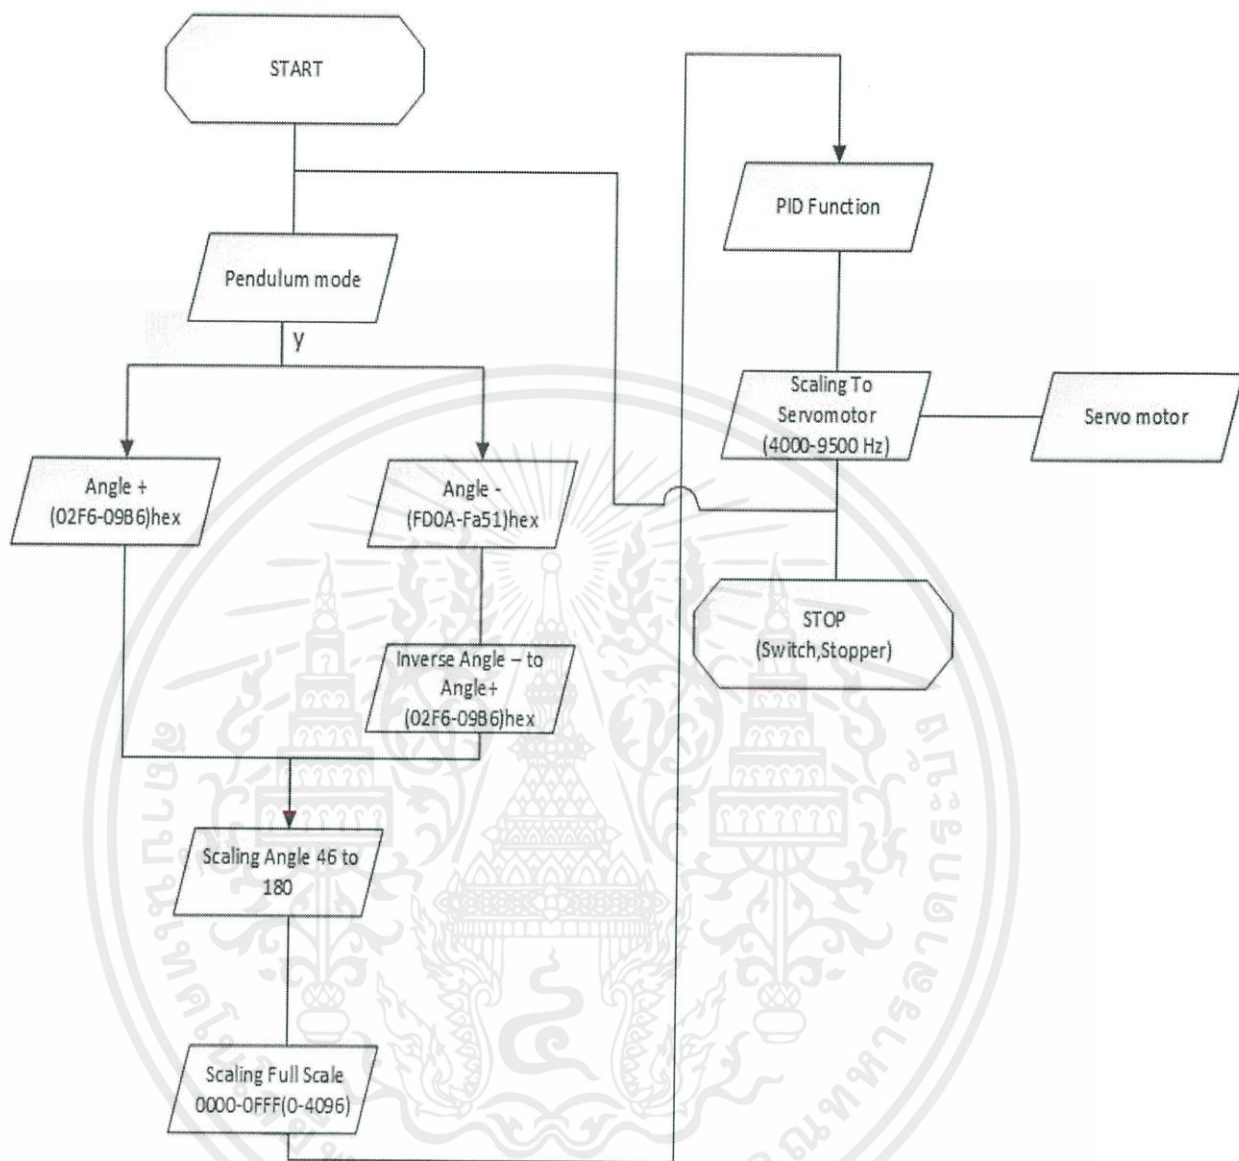 START
Pendulum mode
y
Angle +
(02F6-09B6)hex
Angle -
(FD0A-Fa51)hex
Inverse Angle – to
Angle+
(02F6-09B6)hex
Scaling Angle 46 to
180
Scaling Full Scale
0000-0FFF(0-4096)
PID Function
Scaling To
Servomotor
(4000-9500 Hz)
Servo motor
STOP
(Switch,Stopper)